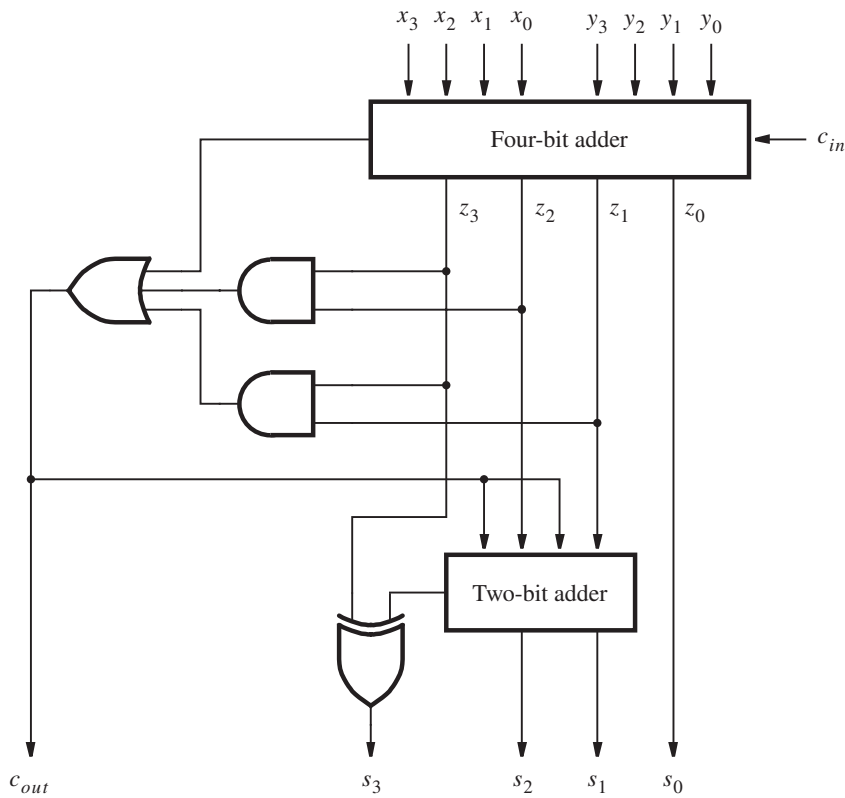 x3 x2 x1 x0 y3 y2 y1 y0
Four-bit adder
cin
z3 z2 z1 z0
Two-bit adder
cout s3 s2 s1 s0